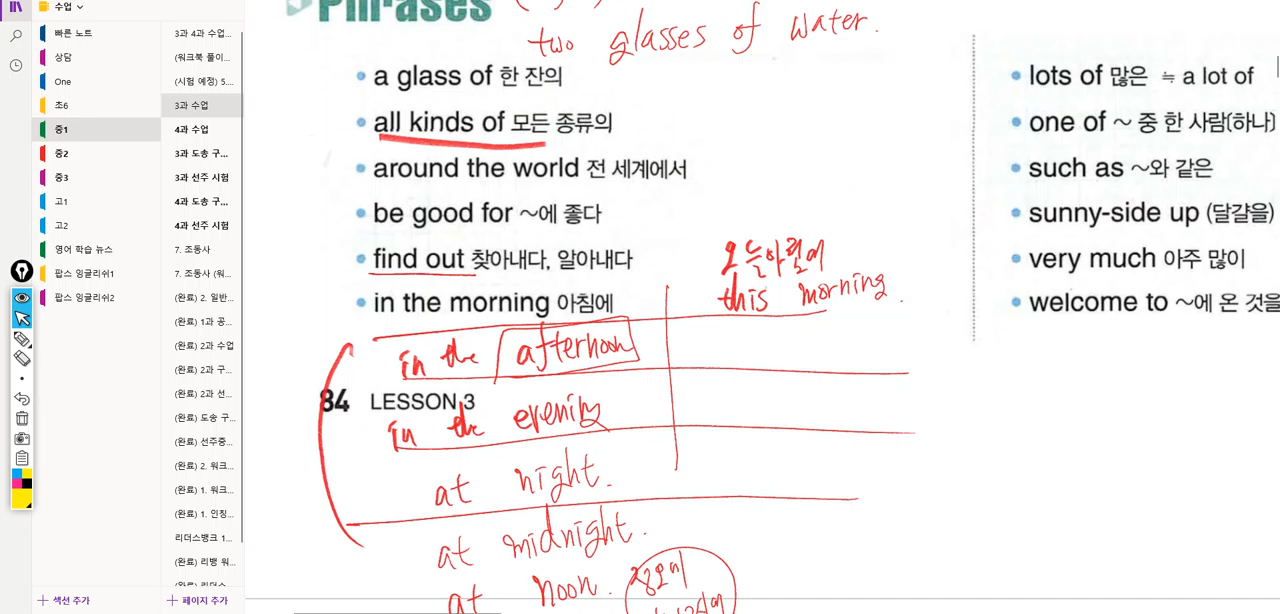 수업
빠른 노트
상담
One
초6
중1
중2
중3
고1
고2
영어 학습 뉴스
팝스 잉글리쉬1
팝스 잉글리쉬2
섹션 추가
3과 4과 수업...
(워크북 풀이...
(시험 예정) 5....
3과 수업
4과 수업
3과 도송 구...
3과 선주 시험
4과 도송 구...
4과 선주 시험
7. 조동사
7. 조동사 (워...
(완료) 2. 일반...
(완료) 1과 공...
(완료) 2과 수업
(완료) 2과 구...
(완료) 2과 선...
(완료) 도송 구...
(완료) 선주중...
(완료) 2. 워크...
(완료) 1. 워크...
(완료) 1. 인칭...
리더스뱅크 1...
(완료) 리뱅 워...
(완료) 리더스
페이지 추가
Phrases
two glasses of water.
a glass of 한 잔의
all kinds of 모든 종류의
around the world 전 세계에서
be good for ~에 좋다
find out 찾아내다, 알아내다
in the morning 아침에
오늘아침에
this morning.
in the afternoon
84 LESSON 3
in the evening
at night.
at midnight.
at noon.
lots of 많은 ≒ a lot of
one of ~ 중 한 사람(하나)
such as ~와 같은
sunny-side up (달걀을)
very much 아주 많이
welcome to ~에 온 것을